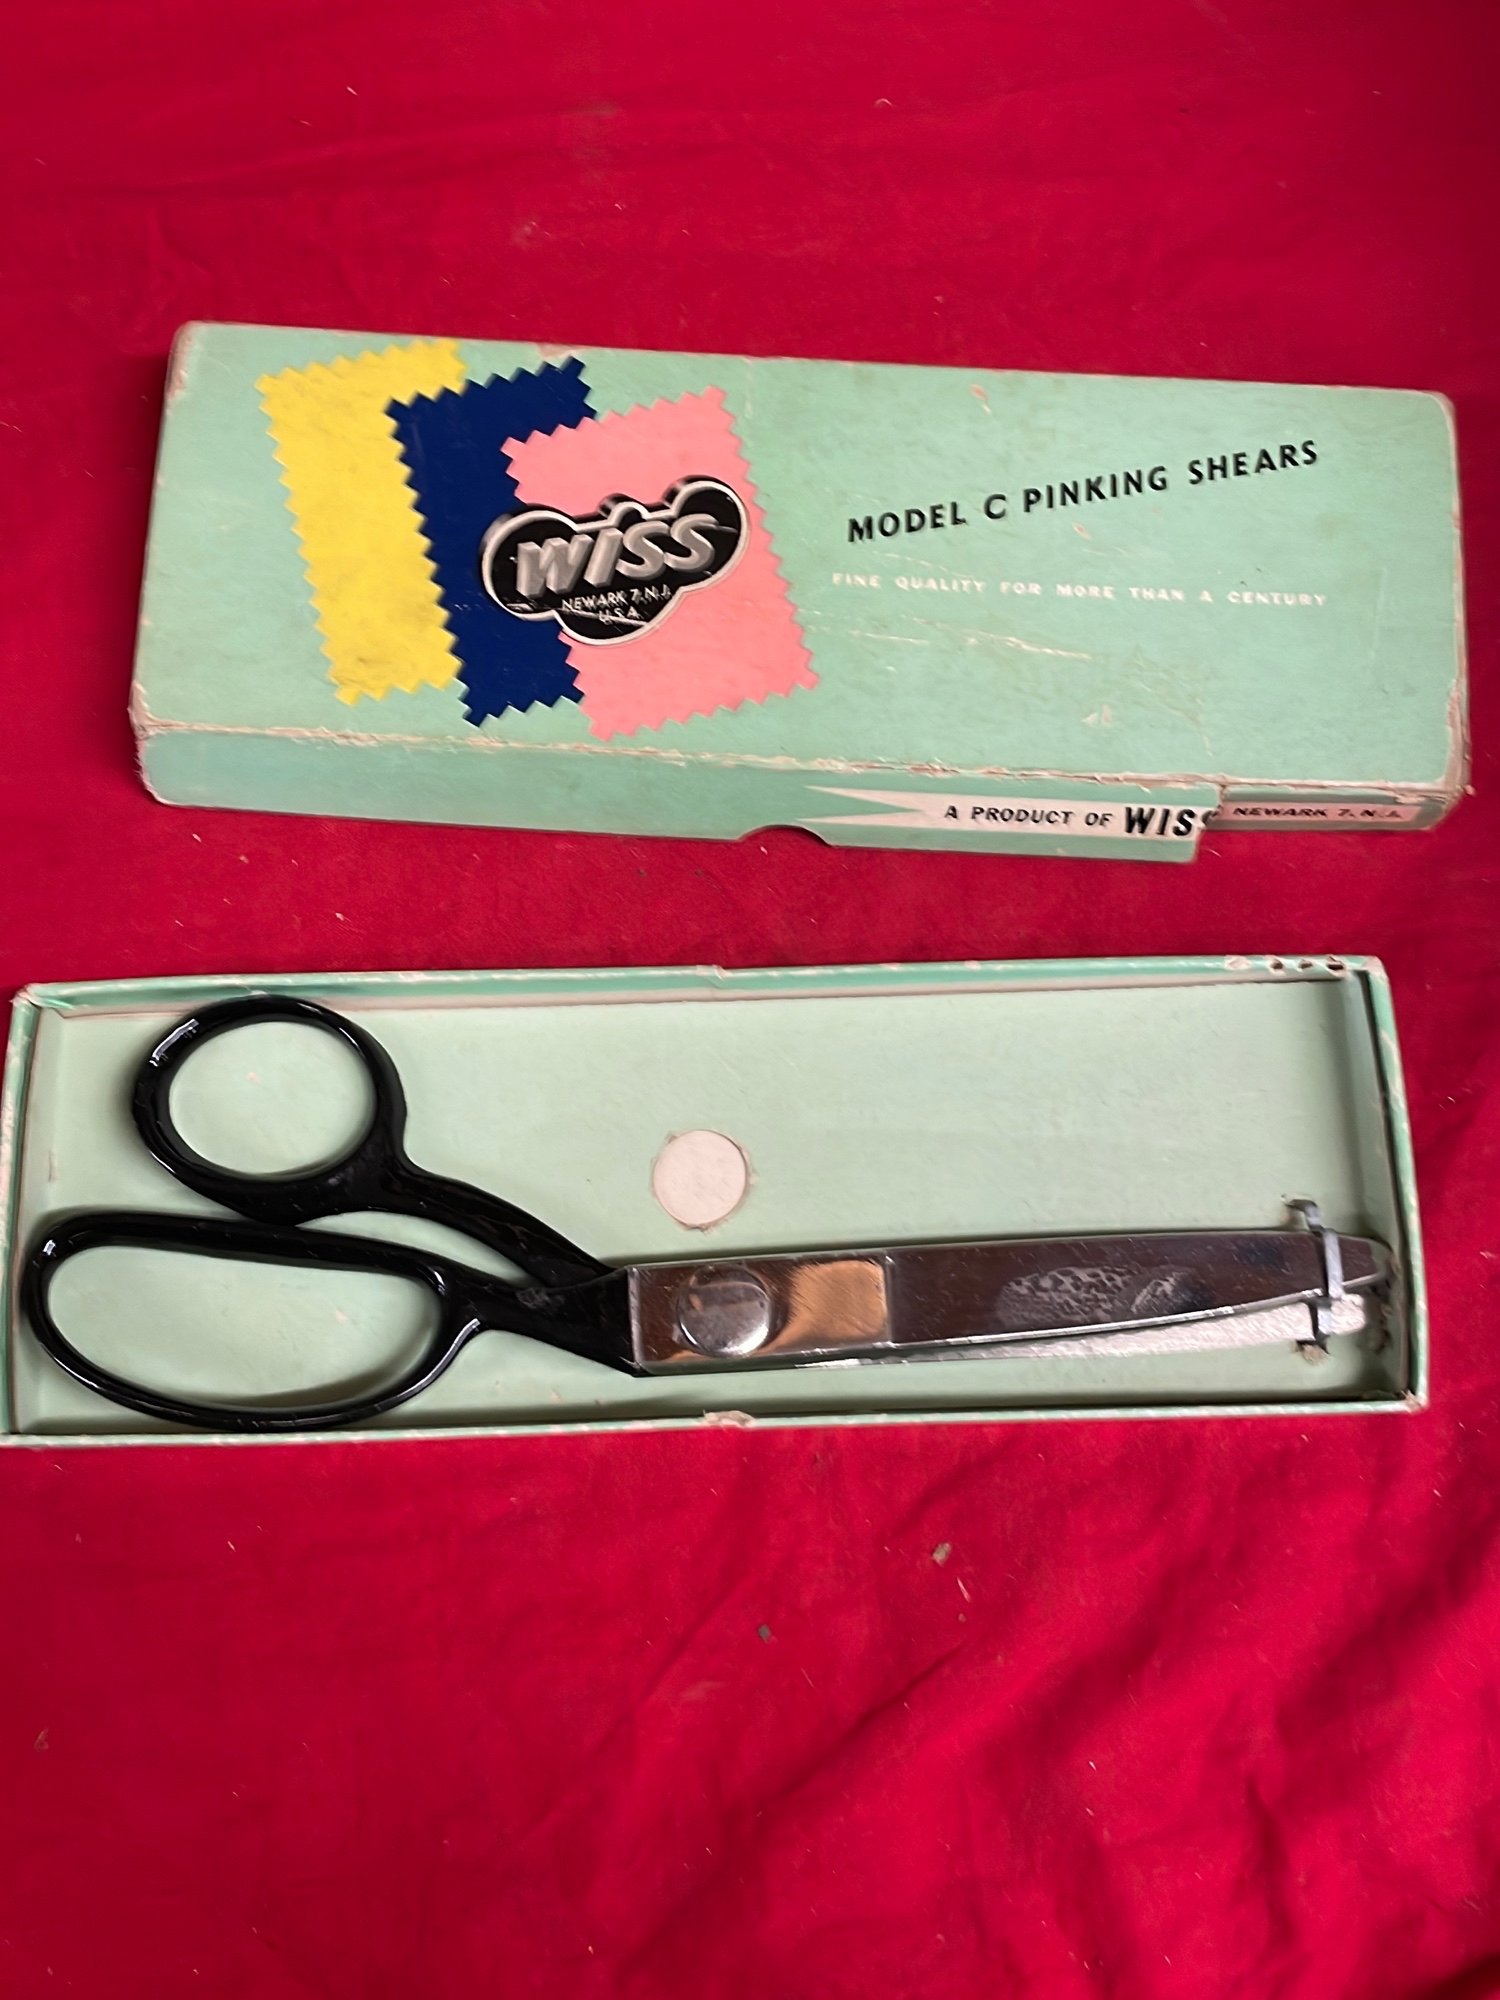 WISS
NEWARK 7, N.J.
U.S.A.
MODEL C PINKING SHEARS
FINE QUALITY FOR MORE THAN A CENTURY
A PRODUCT OF WISS NEWARK 7, N.J.